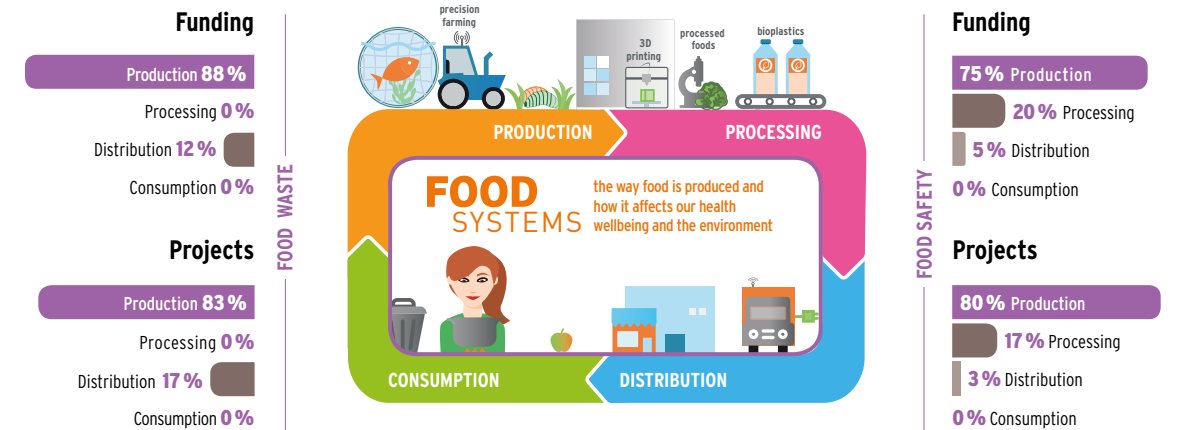 Funding
Production 88 %
Processing 0 %
Distribution 12 %
Consumption 0 %
Projects
Production 83 %
Processing 0 %
Distribution 17 %
Consumption 0 %
FOOD WASTE
precision
farming
3D
printing
processed
foods
bioplastics
PRODUCTION
PROCESSING
FOOD
SYSTEMS
the way food is produced and
how it affects our health
wellbeing and the environment
CONSUMPTION
DISTRIBUTION
FOOD SAFETY
Funding
75 % Production
20 % Processing
5 % Distribution
0 % Consumption
Projects
80 % Production
17 % Processing
3 % Distribution
0 % Consumption